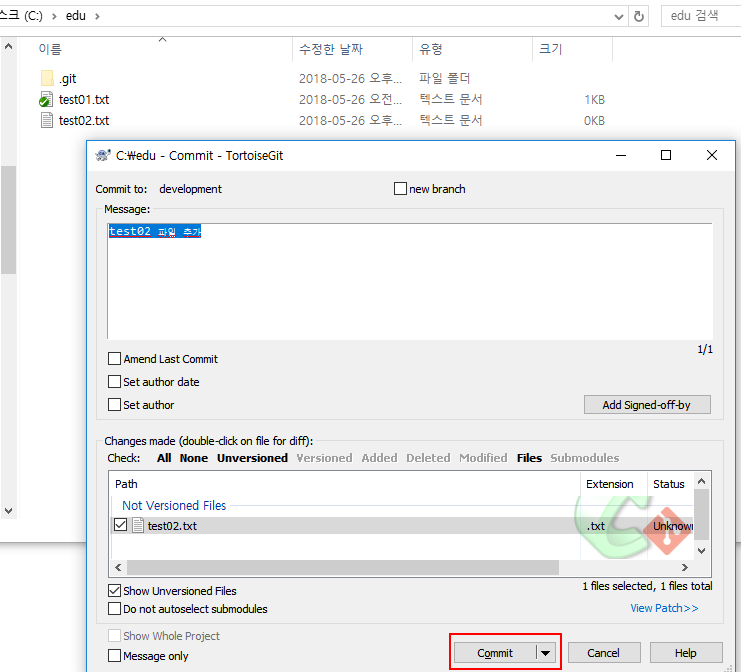 스크 (C:) > edu >
edu 검색
이름 수정한 날짜 유형 크기
.git 2018-05-26 오후... 파일 폴더
test01.txt 2018-05-26 오전... 텍스트 문서 1KB
test02.txt 2018-05-26 오후... 텍스트 문서 0KB
C:\edu - Commit - TortoiseGit
Commit to: development
new branch
Message:
test02 파일 추가
1/1
Amend Last Commit
Set author date
Set author
Add Signed-off-by
Changes made (double-click on file for diff):
Check: All None Unversioned Versioned Added Deleted Modified Files Submodules
Path Extension Status
Not Versioned Files
test02.txt .txt Unknow
Show Unversioned Files
1 files selected, 1 files total
Do not autoselect submodules
View Patch>>
Show Whole Project
Message only
Commit Cancel Help